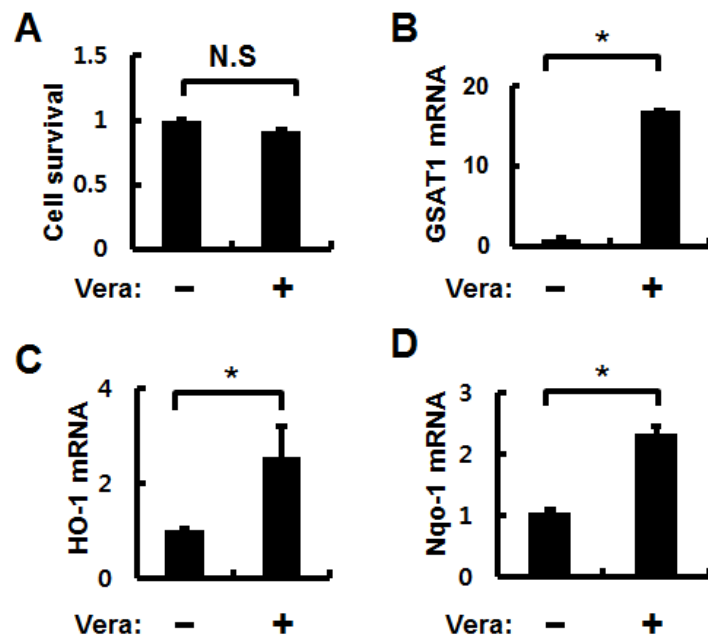 A
N.S
Cell survival
1.5
1
0.5
0
Vera: − +
B
*
GSAT1 mRNA
20
10
0
Vera: − +
C
*
HO-1 mRNA
4
2
0
Vera: − +
D
*
Nqo-1 mRNA
3
2
1
0
Vera: − +